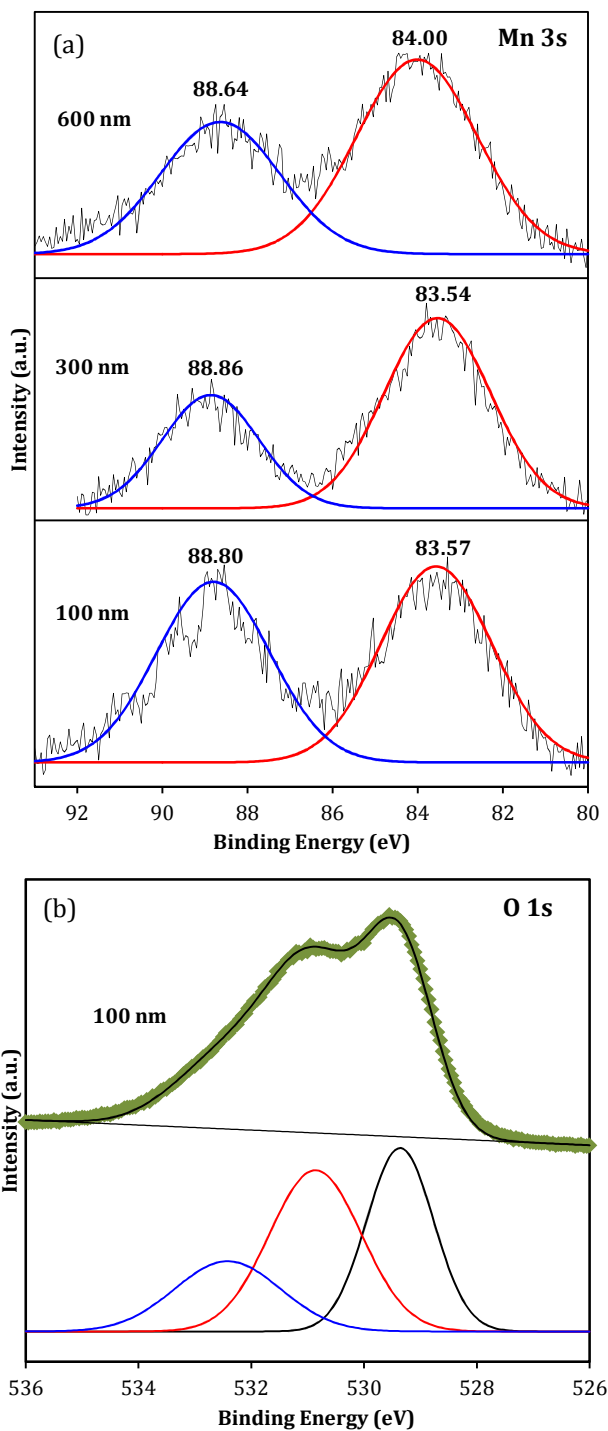 (a)
Mn 3s
84.00
88.64
600 nm
83.54
300 nm
88.86
88.80
83.57
100 nm
Intensity (a.u.)
92 90 88 86 84 82 80
Binding Energy (eV)
(b)
O 1s
100 nm
Intensity (a.u.)
536 534 532 530 528 526
Binding Energy (eV)